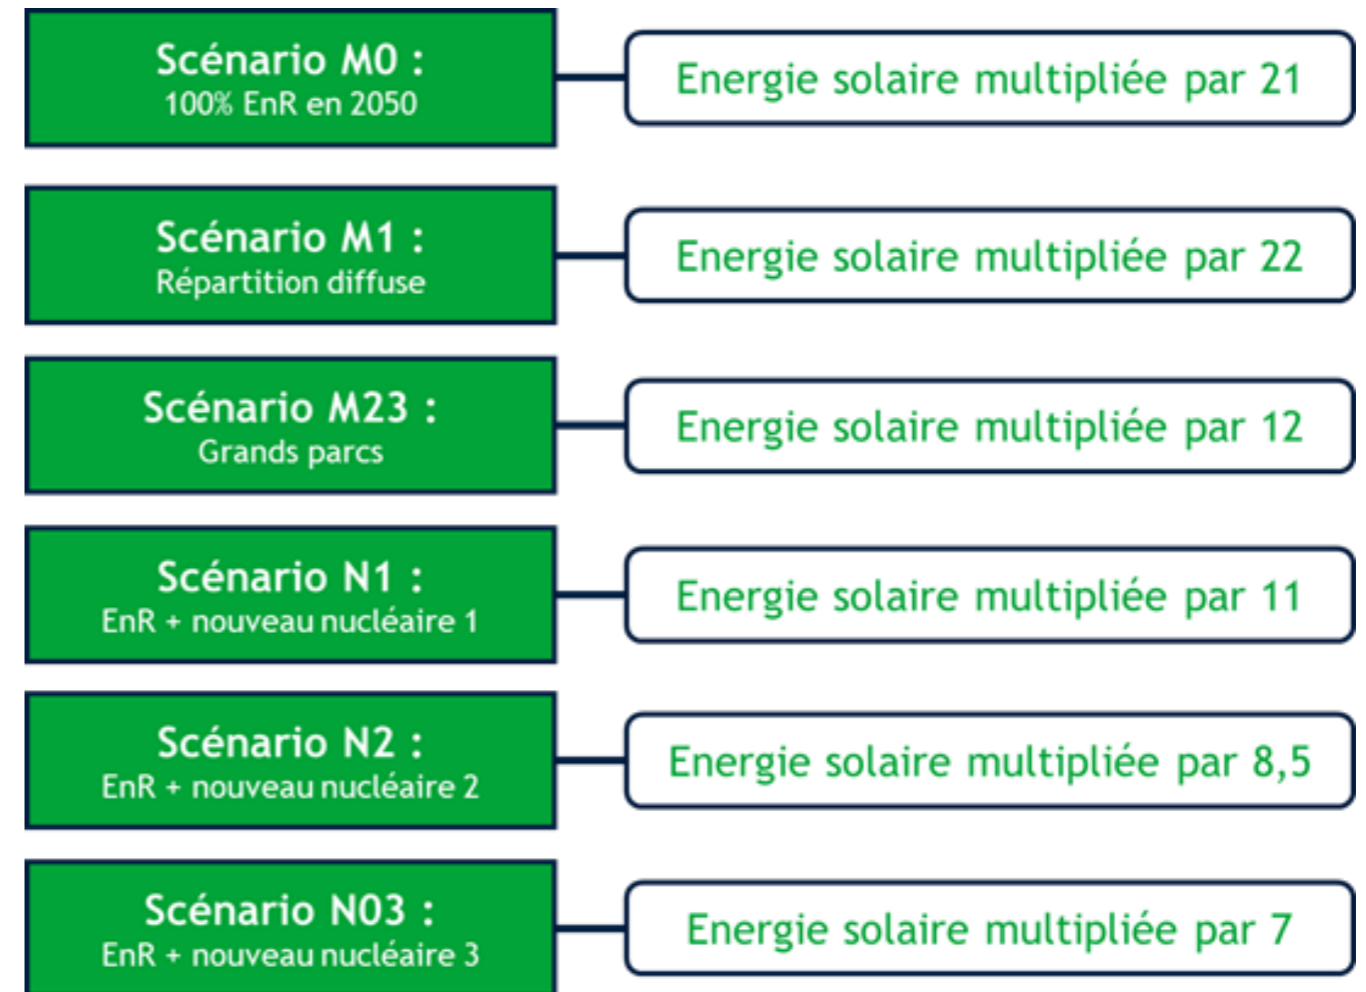 Scénario M0 :
100% EnR en 2050
Energie solaire multipliée par 21
Scénario M1 :
Répartition diffuse
Energie solaire multipliée par 22
Scénario M23 :
Grands parcs
Energie solaire multipliée par 12
Scénario N1 :
EnR + nouveau nucléaire 1
Energie solaire multipliée par 11
Scénario N2 :
EnR + nouveau nucléaire 2
Energie solaire multipliée par 8,5
Scénario N03 :
EnR + nouveau nucléaire 3
Energie solaire multipliée par 7